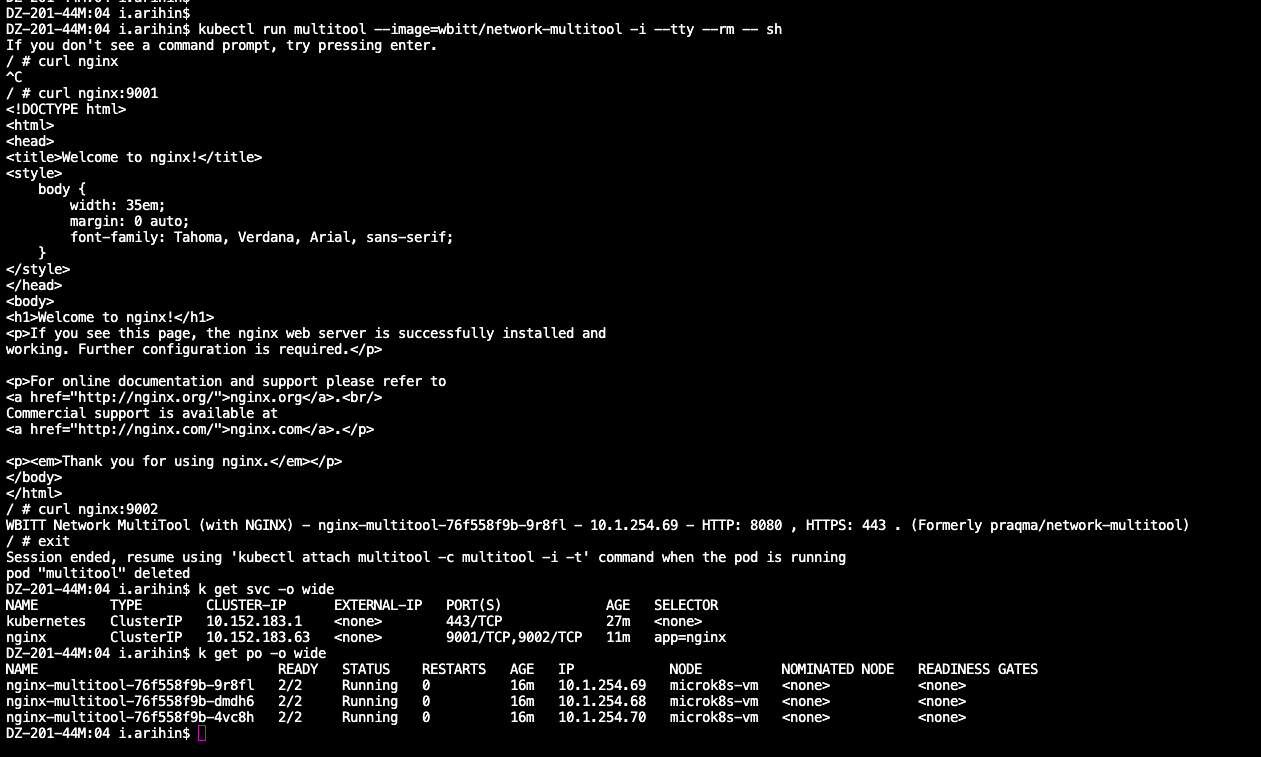 DZ-201-44M:04 i.arihin$
DZ-201-44M:04 i.arihin$
DZ-201-44M:04 i.arihin$ kubectl run multitool --image=wbitt/network-multitool -i --tty --rm -- sh
If you don't see a command prompt, try pressing enter.
/ # curl nginx
^C
/ # curl nginx:9001
<!DOCTYPE html>
<html>
<head>
<title>Welcome to nginx!</title>
<style>
    body {
        width: 35em;
        margin: 0 auto;
        font-family: Tahoma, Verdana, Arial, sans-serif;
    }
</style>
</head>
<body>
<h1>Welcome to nginx!</h1>
<p>If you see this page, the nginx web server is successfully installed and
working. Further configuration is required.</p>

<p>For online documentation and support please refer to
<a href="http://nginx.org/">nginx.org</a>.<br/>
Commercial support is available at
<a href="http://nginx.com/">nginx.com</a>.</p>

<p><em>Thank you for using nginx.</em></p>
</body>
</html>
/ # curl nginx:9002
WBITT Network MultiTool (with NGINX) - nginx-multitool-76f558f9b-9r8fl - 10.1.254.69 - HTTP: 8080 , HTTPS: 443 . (Formerly praqma/network-multitool)
/ # exit
Session ended, resume using 'kubectl attach multitool -c multitool -i -t' command when the pod is running
pod "multitool" deleted
DZ-201-44M:04 i.arihin$ k get svc -o wide
NAME         TYPE        CLUSTER-IP      EXTERNAL-IP   PORT(S)             AGE   SELECTOR
kubernetes   ClusterIP   10.152.183.1    <none>        443/TCP             27m   <none>
nginx        ClusterIP   10.152.183.63   <none>        9001/TCP,9002/TCP   11m   app=nginx
DZ-201-44M:04 i.arihin$ k get po -o wide
NAME                              READY   STATUS    RESTARTS   AGE   IP            NODE          NOMINATED NODE   READINESS GATES
nginx-multitool-76f558f9b-9r8fl   2/2     Running   0          16m   10.1.254.69   microk8s-vm   <none>           <none>
nginx-multitool-76f558f9b-dmdh6   2/2     Running   0          16m   10.1.254.68   microk8s-vm   <none>           <none>
nginx-multitool-76f558f9b-4vc8h   2/2     Running   0          16m   10.1.254.70   microk8s-vm   <none>           <none>
DZ-201-44M:04 i.arihin$